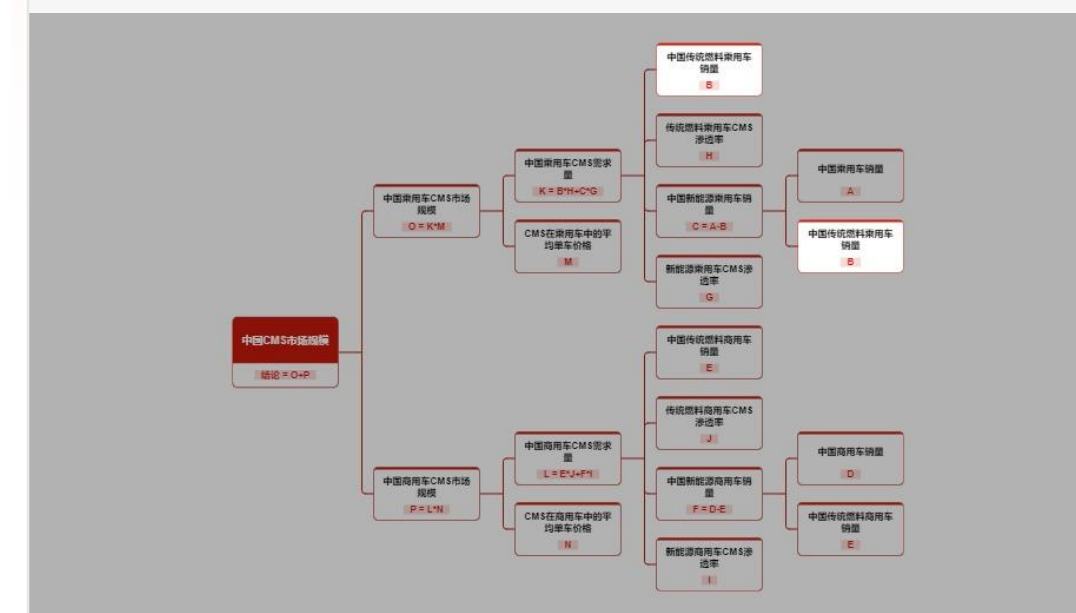 中国传统燃料乘用车
销量
B
传统燃料乘用车CMS
渗透率
H
中国乘用车CMS需求
量
K = B*H+C*G
中国乘用车销量
A
中国乘用车CMS市场
规模
O = K*M
中国新能源乘用车销
量
C = A-B
CMS在乘用车中的平
均单车价格
M
中国传统燃料乘用车
销量
B
新能源乘用车CMS渗
透率
G
中国CMS市场规模
结论 = O+P
中国传统燃料商用车
销量
E
传统燃料商用车CMS
渗透率
J
中国商用车CMS需求
量
L = E*J+F*I
中国商用车销量
D
中国商用车CMS市场
规模
P = L*N
中国新能源商用车销
量
F = D-E
CMS在商用车中的平
均单车价格
N
中国传统燃料商用车
销量
E
新能源商用车CMS渗
透率
I